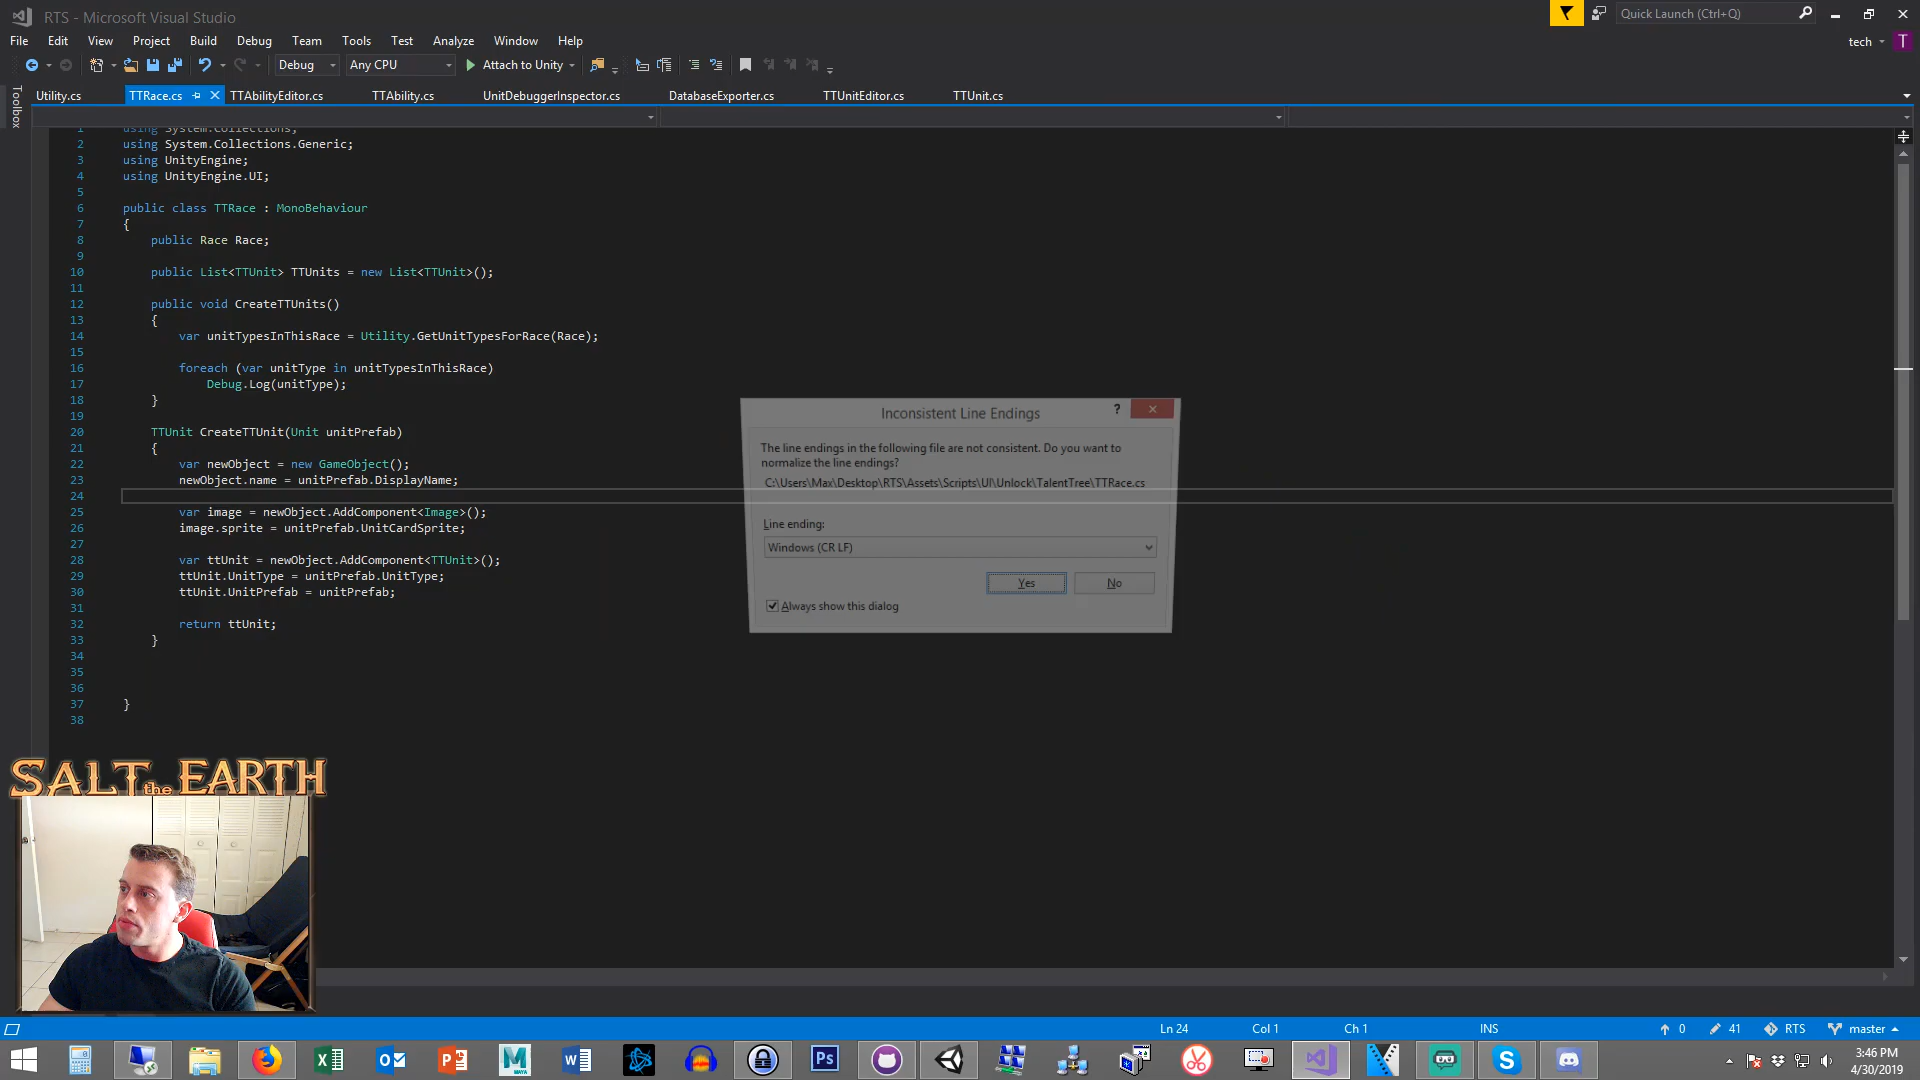 RTS - Microsoft Visual Studio
Quick Launch (Ctrl+Q)
File Edit View Project Build Debug Team Tools Test Analyze Window Help
tech T
Debug Any CPU Attach to Unity
Toolbox
Utility.cs TTRace.cs TTAbilityEditor.cs TTAbility.cs UnitDebuggerInspector.cs DatabaseExporter.cs TTUnitEditor.cs TTUnit.cs
1 using System.Collections;
2 using System.Collections.Generic;
3 using UnityEngine;
4 using UnityEngine.UI;
5
6 public class TTRace : MonoBehaviour
7 {
8 public Race Race;
9
10 public List<TTUnit> TTUnits = new List<TTUnit>();
11
12 public void CreateTTUnits()
13 {
14 var unitTypesInThisRace = Utility.GetUnitTypesForRace(Race);
15
16 foreach (var unitType in unitTypesInThisRace)
17 Debug.Log(unitType);
18 }
19
20 TTUnit CreateTTUnit(Unit unitPrefab)
21 {
22 var newObject = new GameObject();
23 newObject.name = unitPrefab.DisplayName;
24
25 var image = newObject.AddComponent<Image>();
26 image.sprite = unitPrefab.UnitCardSprite;
27
28 var ttUnit = newObject.AddComponent<TTUnit>();
29 ttUnit.UnitType = unitPrefab.UnitType;
30 ttUnit.UnitPrefab = unitPrefab;
31
32 return ttUnit;
33 }
34
35
36
37 }
38
Inconsistent Line Endings
?
The line endings in the following file are not consistent. Do you want to
normalize the line endings?
C:\Users\Max\Desktop\RTS\Assets\Scripts\UI\Unlock\TalentTree\TTRace.cs
Line ending:
Windows (CR LF)
Yes No
Always show this dialog
SALT the EARTH
Ln 24 Col 1 Ch 1 INS 0 41 RTS master
Ps
MAYA
3:46 PM
4/30/2019